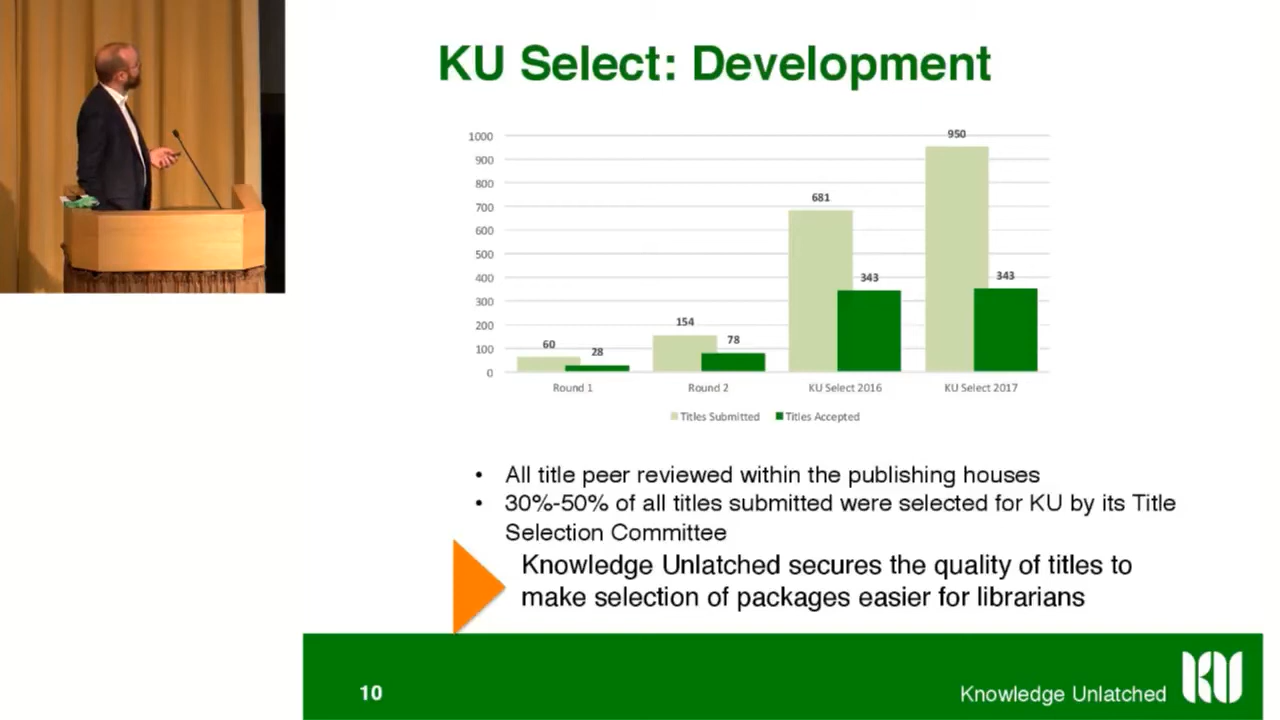 KU Select: Development
1000
900
800
700
600
500
400
300
200
100
0
60
28
154
78
681
343
950
343
Round 1
Round 2
KU Select 2016
KU Select 2017
Titles Submitted
Titles Accepted
• All title peer reviewed within the publishing houses
• 30%-50% of all titles submitted were selected for KU by its Title
Selection Committee
Knowledge Unlatched secures the quality of titles to
make selection of packages easier for librarians
10
Knowledge Unlatched
KU